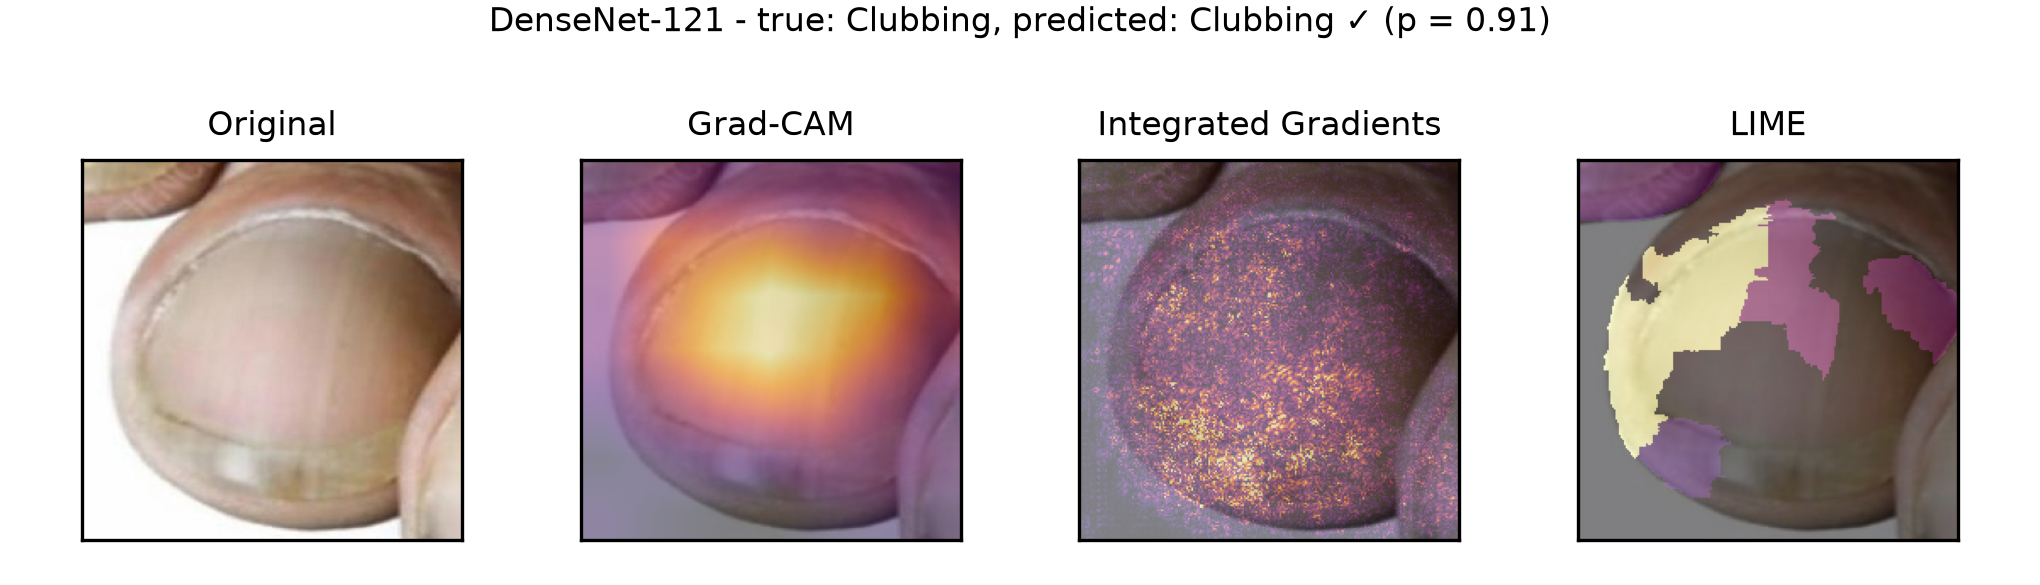 DenseNet-121 - true: Clubbing, predicted: Clubbing ✓ (p = 0.91)
Original
Grad-CAM
Integrated Gradients
LIME